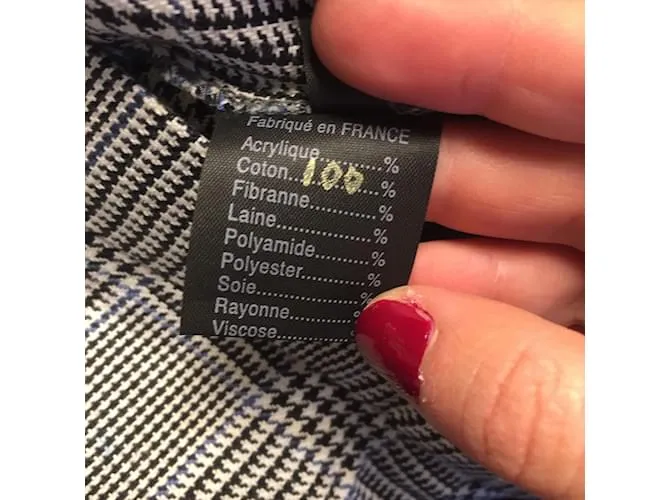 Fabriqué en FRANCE
Acrylique...........%
Coton...100...%
Fibranne............%
Laine....................%
Polyamide..........%
Polyester............%
Soie.....................%
Rayonne..............
Viscose................%